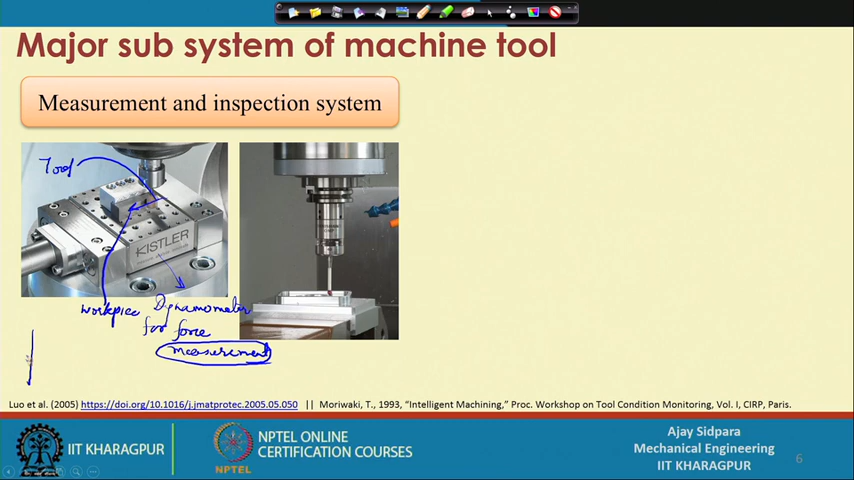 Major sub system of machine tool
Measurement and inspection system
Tool
KISTLER
workpiece
Dynamometer
for force
measurement
Luo et al. (2005) https://doi.org/10.1016/j.jmatprotec.2005.05.050 || Moriwaki, T., 1993, “Intelligent Machining,” Proc. Workshop on Tool Condition Monitoring, Vol. I, CIRP, Paris.
IIT KHARAGPUR
NPTEL
NPTEL ONLINE
CERTIFICATION COURSES
Ajay Sidpara
Mechanical Engineering
IIT KHARAGPUR
6